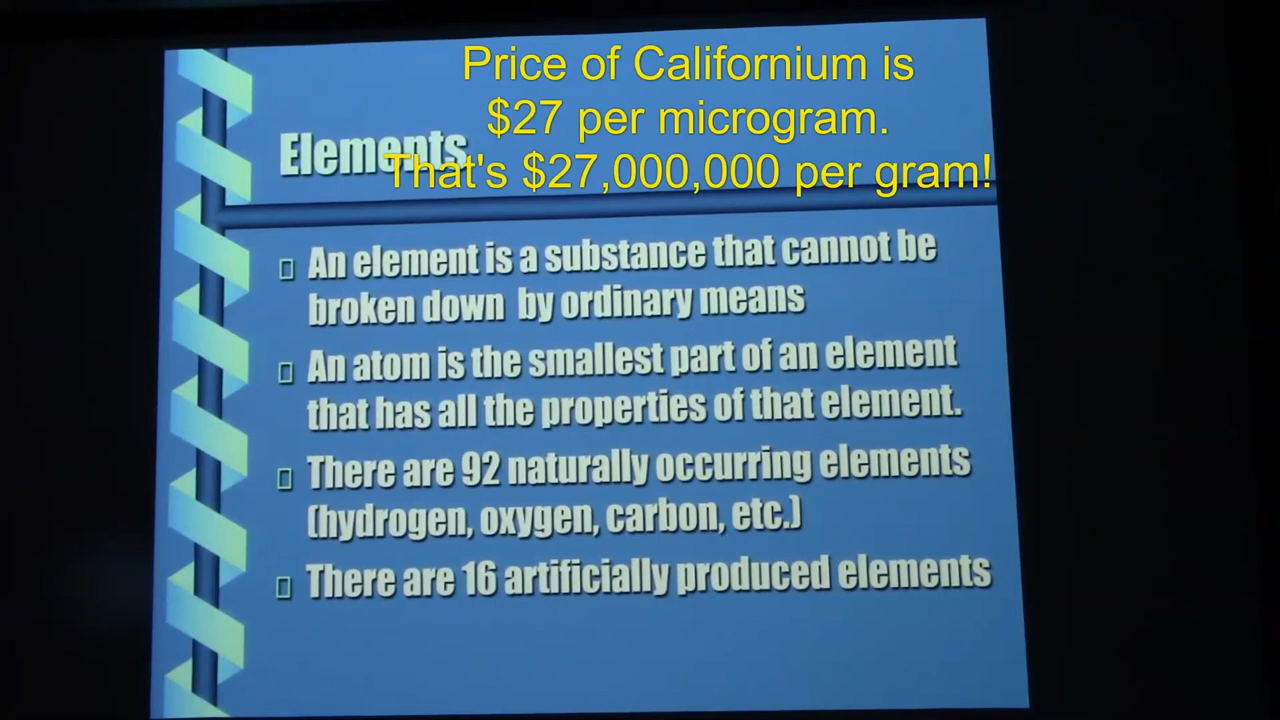 Price of Californium is
$27 per microgram.
That's $27,000,000 per gram!
Elements
An element is a substance that cannot be
broken down by ordinary means
An atom is the smallest part of an element
that has all the properties of that element.
There are 92 naturally occurring elements
(hydrogen, oxygen, carbon, etc.)
There are 16 artificially produced elements